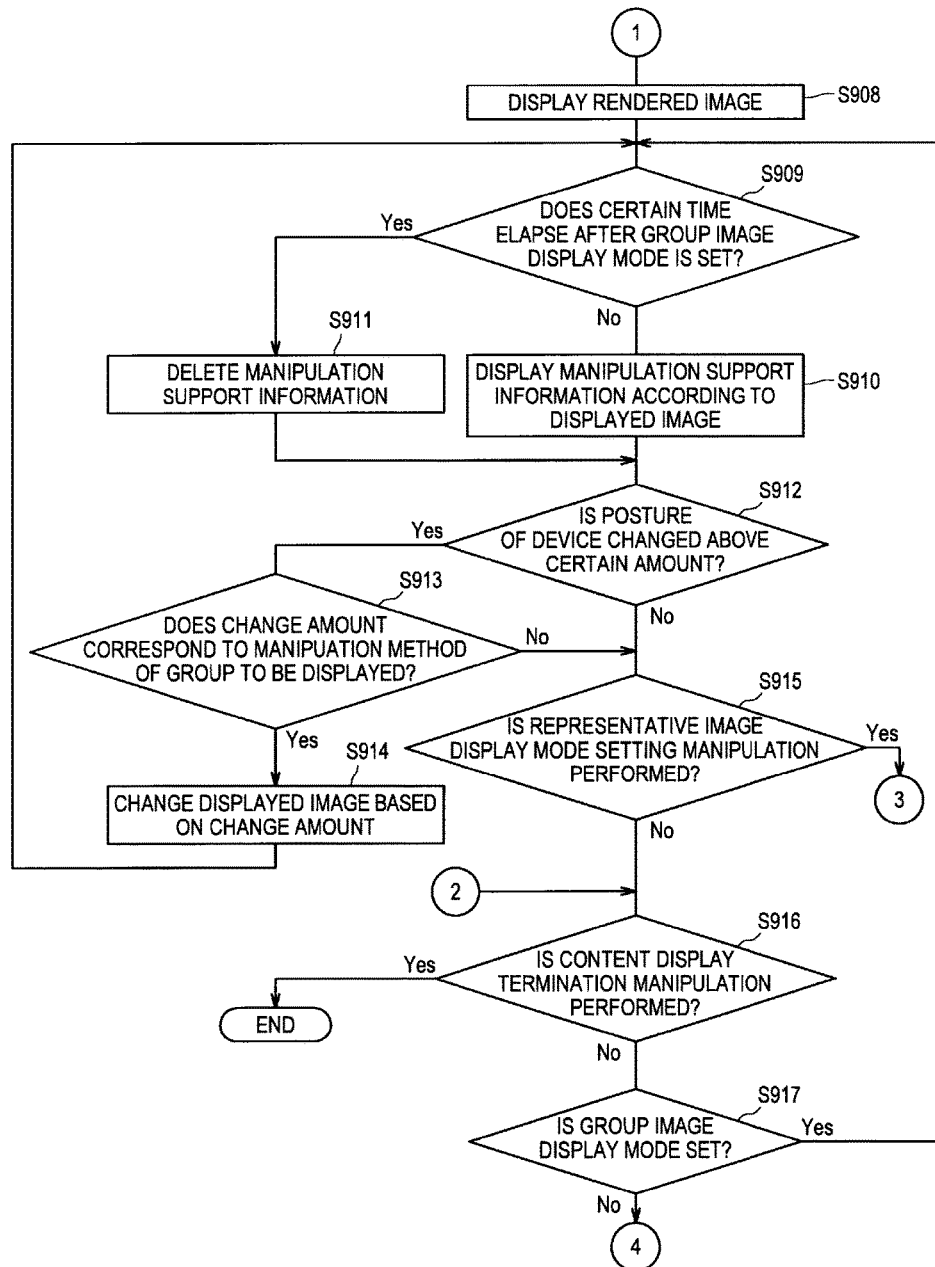 1
DISPLAY RENDERED IMAGE
S908
S909
DOES CERTAIN TIME
ELAPSE AFTER GROUP IMAGE
DISPLAY MODE IS SET?
Yes
No
S911
DELETE MANIPULATION
SUPPORT INFORMATION
DISPLAY MANIPULATION SUPPORT
INFORMATION ACCORDING TO
DISPLAYED IMAGE
S910
S912
IS POSTURE
OF DEVICE CHANGED ABOVE
CERTAIN AMOUNT?
Yes
No
S913
DOES CHANGE AMOUNT
CORRESPOND TO MANIPUATION METHOD
OF GROUP TO BE DISPLAYED?
No
Yes
S914
CHANGE DISPLAYED IMAGE BASED
ON CHANGE AMOUNT
S915
IS REPRESENTATIVE IMAGE
DISPLAY MODE SETTING MANIPULATION
PERFORMED?
Yes
3
No
2
S916
IS CONTENT DISPLAY
TERMINATION MANIPULATION
PERFORMED?
Yes
END
No
S917
IS GROUP IMAGE
DISPLAY MODE SET?
Yes
No
4